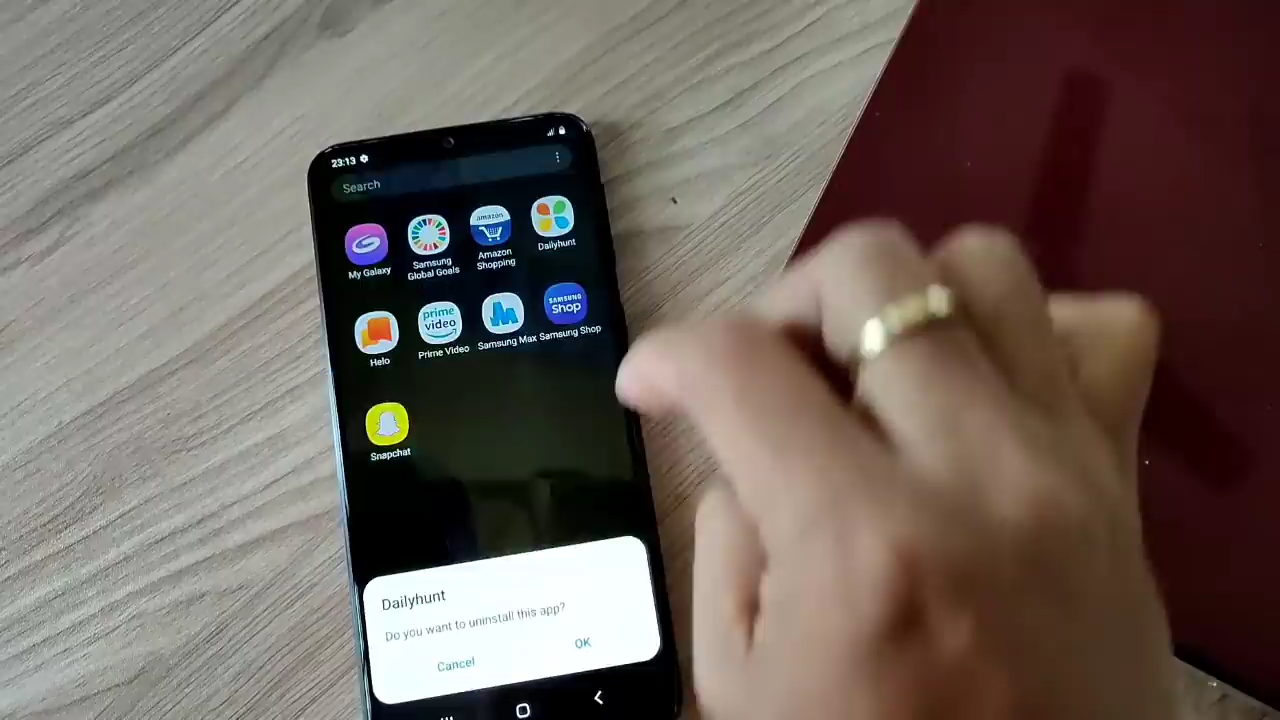 23:13
Search
My Galaxy
Samsung
Global Goals
amazon
Amazon
Shopping
Dailyhunt
Helo
prime
video
Prime Video
Samsung Max
SAMSUNG
Shop
Samsung Shop
Snapchat
Dailyhunt
Do you want to uninstall this app?
Cancel
OK